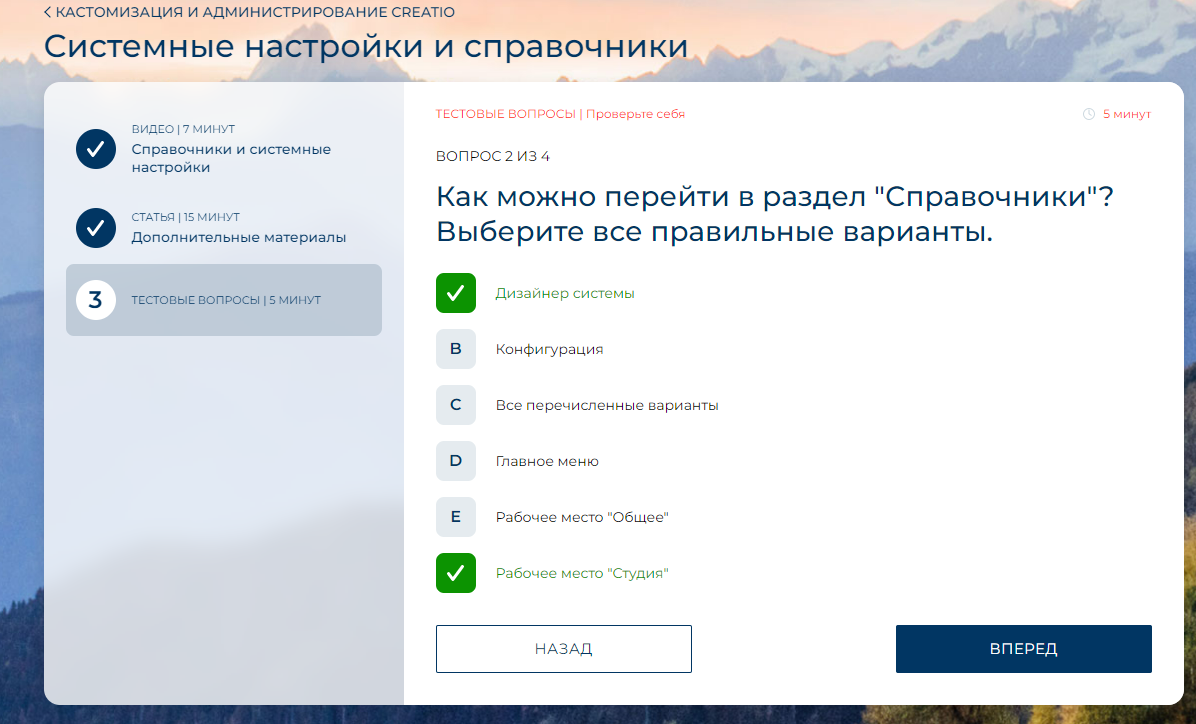 КАСТОМИЗАЦИЯ И АДМИНИСТРИРОВАНИЕ CREATIO
Системные настройки и справочники
ВИДЕО | 7 МИНУТ
Справочники и системные
настройки
СТАТЬЯ | 15 МИНУТ
Дополнительные материалы
3
ТЕСТОВЫЕ ВОПРОСЫ | 5 МИНУТ
ТЕСТОВЫЕ ВОПРОСЫ | Проверьте себя
5 минут
ВОПРОС 2 ИЗ 4
Как можно перейти в раздел "Справочники"?
Выберите все правильные варианты.
Дизайнер системы
B Конфигурация
C Все перечисленные варианты
D Главное меню
E Рабочее место "Общее"
Рабочее место "Студия"
НАЗАД
ВПЕРЕД